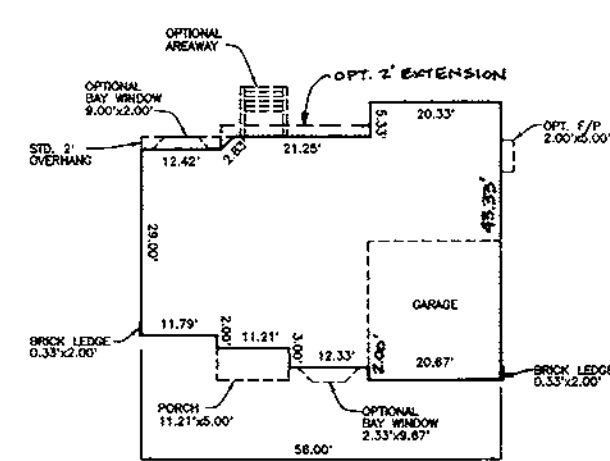 OPTIONAL
AREAWAY
OPT. 2' EXTENSION
OPTIONAL
BAY WINDOW
9.00'x2.00'
5.33'
20.33'
OPT. F/P
2.00'x5.00'
STD. 2'
OVERHANG
12.42'
2.83'
21.25'
43.33'
29.00'
GARAGE
11.79'
2.00'
11.21'
3.00'
12.33'
2.00'
20.67'
BRICK LEDGE
0.33'x2.00'
BRICK LEDGE
0.33'x2.00'
PORCH
11.21'x5.00'
OPTIONAL
BAY WINDOW
2.33'x9.67'
56.00'